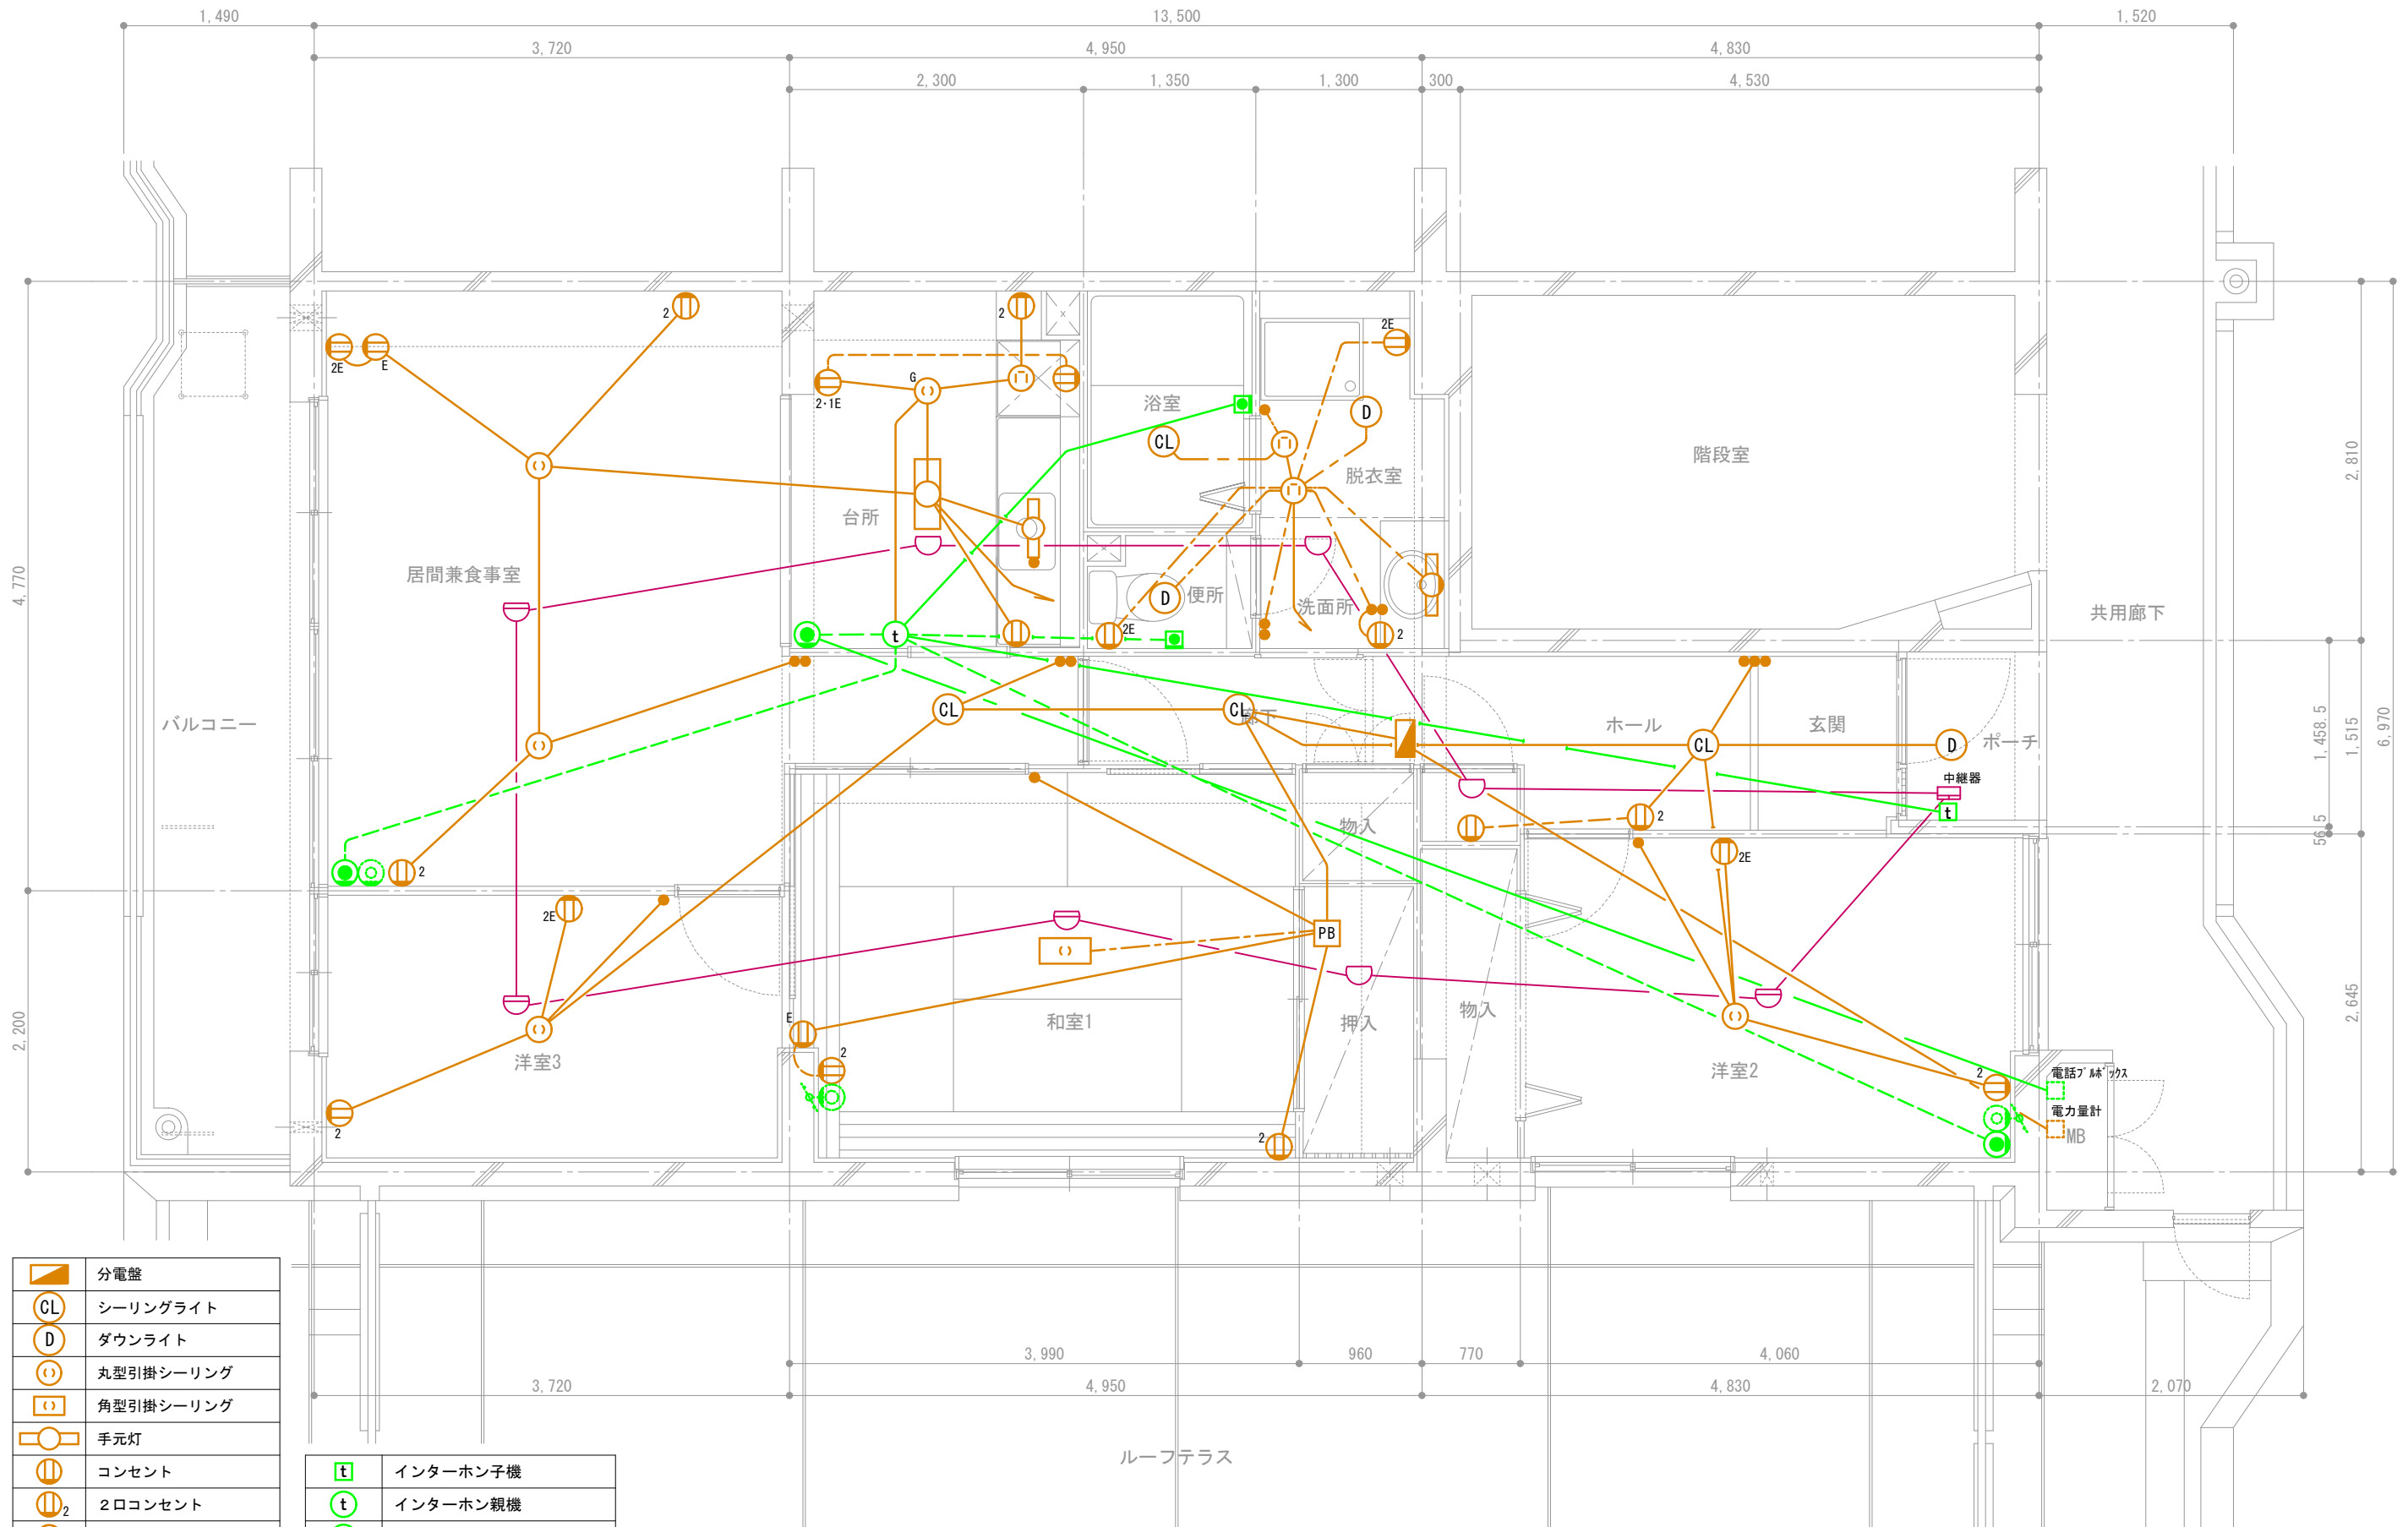 1,490
13,500
1,520
3,720
4,950
4,830
2,300
1,350
1,300
300
4,530
2
2
2E
2E
E
G
2·1E
D
CL
浴室
脱衣室
階段室
2,810
台所
4,770
居間兼食事室
D
便所
洗面所
共用廊下
t
2E
2
6,970
1,458.5
1,515
バルコニー
CL
CL
廊下
ホール
玄関
CL
D
ポーチ
中継器
t
2
物入
56.5
2
2E
2E
PB
2,200
和室1
押入
物入
2,645
E
2
洋室3
洋室2
2
電話プルボックス
2
電力量計
MB
2
分電盤
CL シーリングライト
D ダウンライト
丸型引掛シーリング
角型引掛シーリング
手元灯
コンセント
2 2口コンセント
3,990
960
770
4,060
3,720
4,950
4,830
2,070
ルーフテラス
t インターホン子機
t インターホン親機